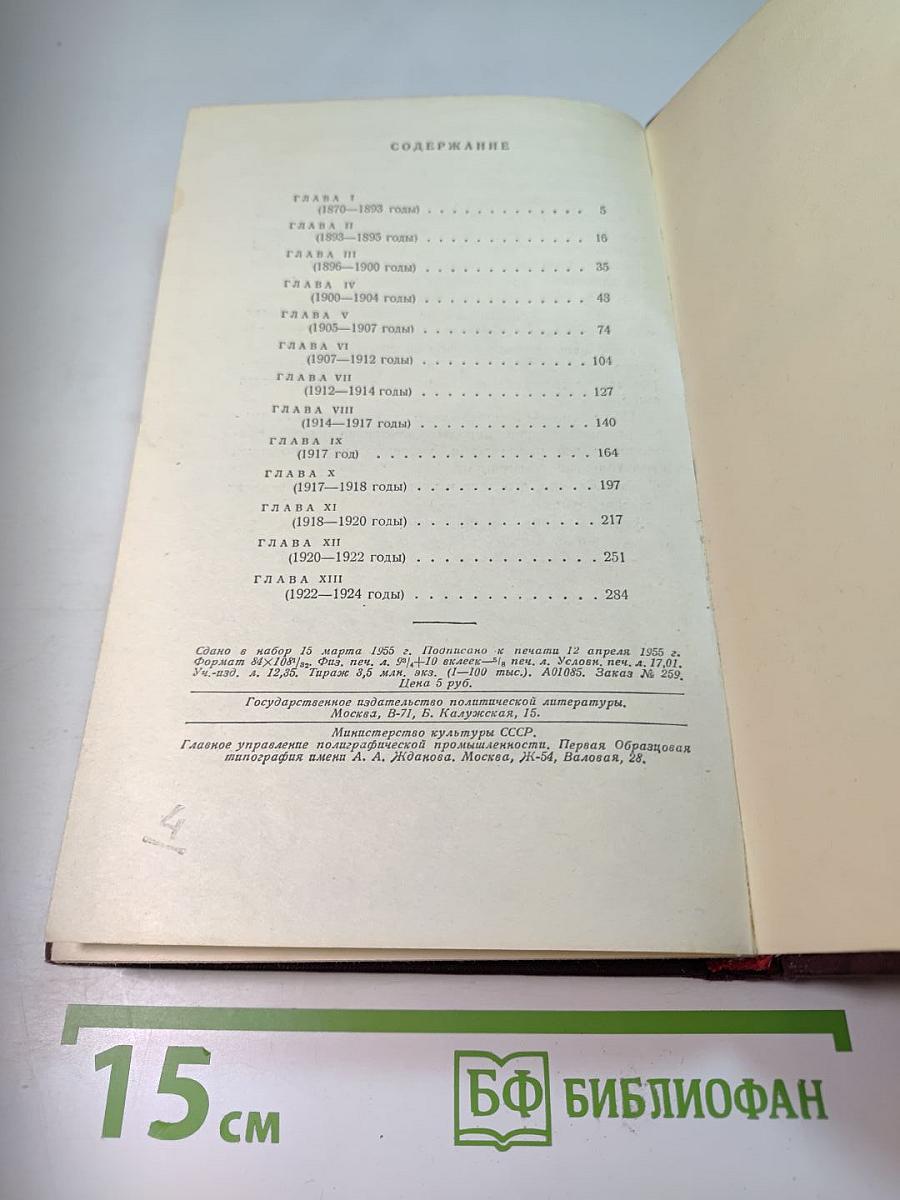 СОДЕРЖАНИЕ
ГЛАВА I
(1870—1893 годы) . . . . . . . . . . . . . 5
ГЛАВА II
(1893—1895 годы) . . . . . . . . . . . . . 16
ГЛАВА III
(1896—1900 годы) . . . . . . . . . . . . . 35
ГЛАВА IV
(1900—1904 годы) . . . . . . . . . . . . . 43
ГЛАВА V
(1905—1907 годы) . . . . . . . . . . . . . 74
ГЛАВА VI
(1907—1912 годы) . . . . . . . . . . . . . 104
ГЛАВА VII
(1912—1914 годы) . . . . . . . . . . . . . 127
ГЛАВА VIII
(1914—1917 годы) . . . . . . . . . . . . . 140
ГЛАВА IX
(1917 год) . . . . . . . . . . . . . . . . 164
ГЛАВА X
(1917—1918 годы) . . . . . . . . . . . . . 197
ГЛАВА XI
(1918—1920 годы) . . . . . . . . . . . . . 217
ГЛАВА XII
(1920—1922 годы) . . . . . . . . . . . . . 251
ГЛАВА XIII
(1922—1924 годы) . . . . . . . . . . . . . 284
Сдано в набор 15 марта 1955 г. Подписано к печати 12 апреля 1955 г.
Формат 84×108¹/₃₂. Физ. печ. л. 9³/₄+10 вклеек—⁵/₈ печ. л. Условн. печ. л. 17,01.
Уч.-изд. л. 12,35. Тираж 3,5 млн. экз. (1—100 тыс.). А01085. Заказ № 259.
Цена 5 руб.
Государственное издательство политической литературы.
Москва, В-71, Б. Калужская, 15.
Министерство культуры СССР.
Главное управление полиграфической промышленности. Первая Образцовая
типография имени А. А. Жданова. Москва, Ж-54, Валовая, 28.
4
15 см
БФ БИБЛИОФАН